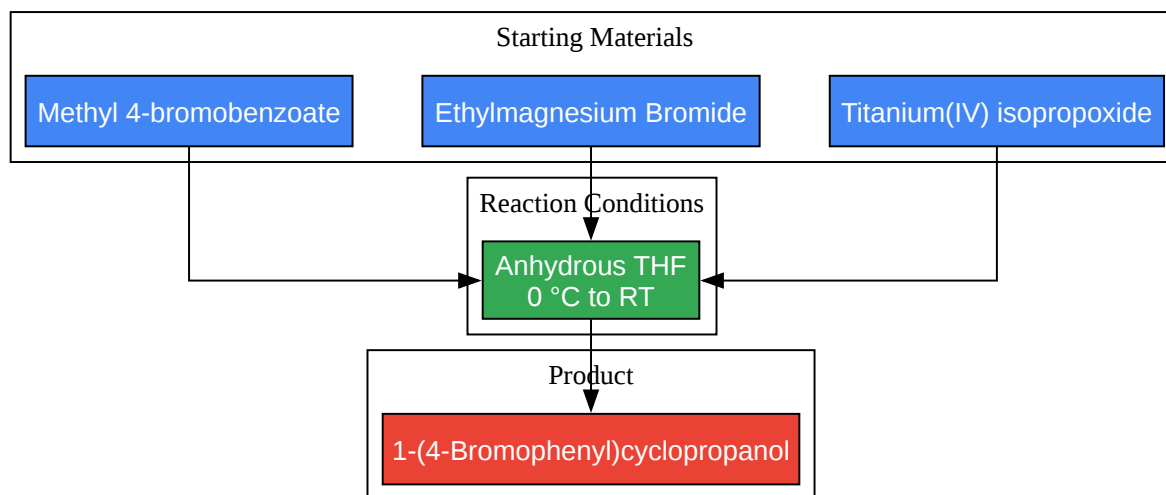 Starting Materials
Methyl 4-bromobenzoate
Ethylmagnesium Bromide
Titanium(IV) isopropoxide
Reaction Conditions
Anhydrous THF
0 °C to RT
Product
1-(4-Bromophenyl)cyclopropanol